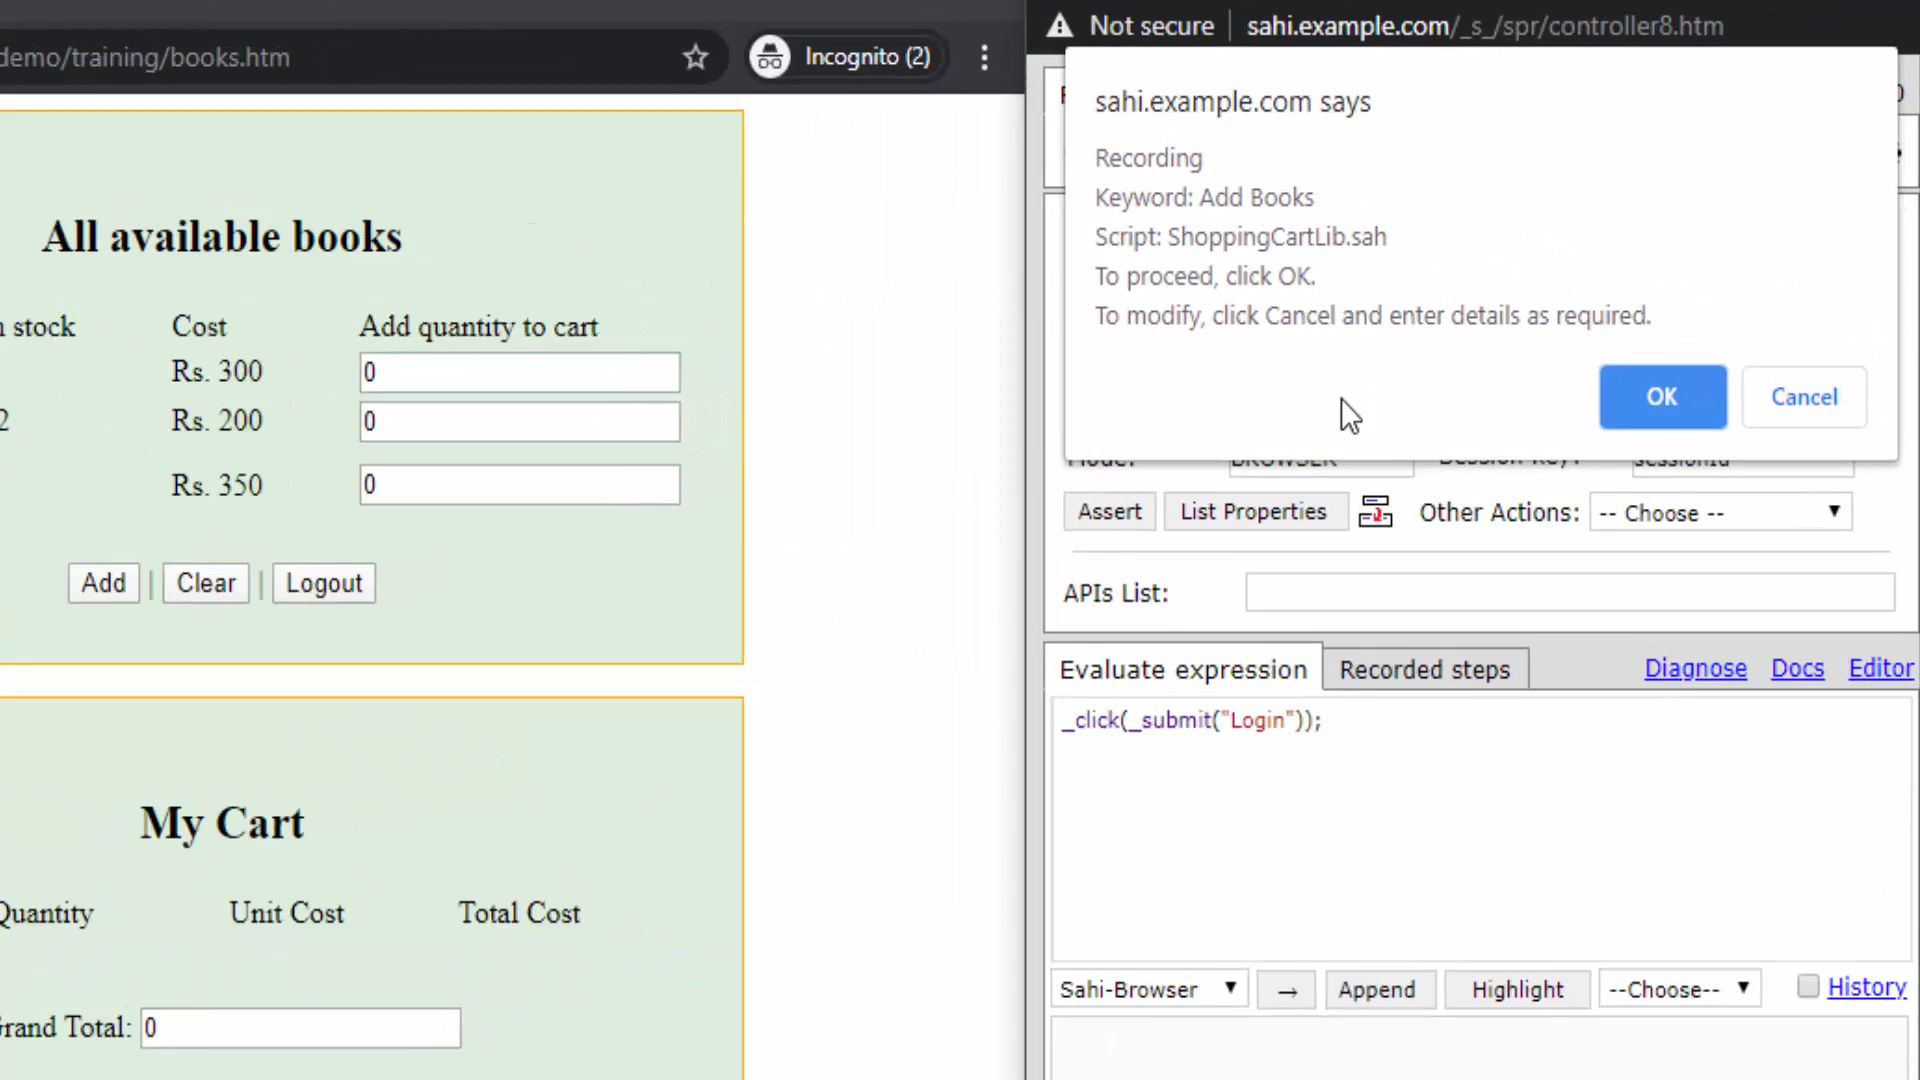 demo/training/books.htm
Incognito (2)
All available books
stock
Cost
Add quantity to cart
Rs. 300
0
2
Rs. 200
0
Rs. 350
0
Add | Clear | Logout
My Cart
Quantity
Unit Cost
Total Cost
Grand Total: 0
Not secure | sahi.example.com/_s_/spr/controller8.htm
sahi.example.com says
Recording
Keyword: Add Books
Script: ShoppingCartLib.sah
To proceed, click OK.
To modify, click Cancel and enter details as required.
OK
Cancel
Assert
List Properties
Other Actions:
-- Choose --
APIs List:
Evaluate expression
Recorded steps
Diagnose
Docs
Editor
_click(_submit("Login"));
Sahi-Browser
→
Append
Highlight
--Choose--
History